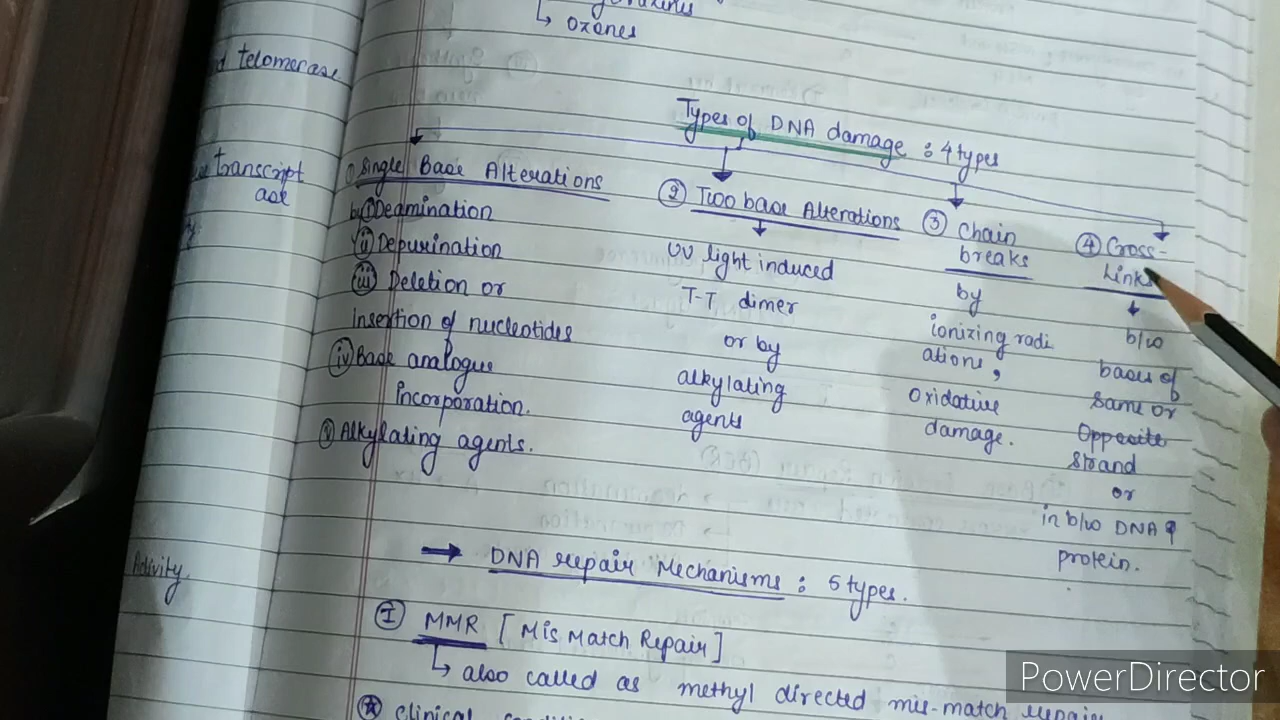 ↳ ozones
telomerase
Types of DNA damage : 4 types
transcript
ase
① Single Base Alterations
① Deamination
ⅱ Depurination
ⅲ Deletion or
insertion of nucleotides
ⅳ Base analogue
incorporation.
ⅴ Alkylating agents.
② Two base Alterations
UV light induced
T-T dimer
or by
alkylating
agents
③ Chain
breaks
by
ionizing radi
ations,
oxidative
damage.
④ Cross-
Links
b/w
bases of
same or
opposite
strand
or
in b/w DNA &
protein.
Activity
→ DNA repair Mechanisms : 5 types.
Ⅰ MMR [Mis Match Repair]
↳ also called as methyl directed mis-match repair
clinical
PowerDirector